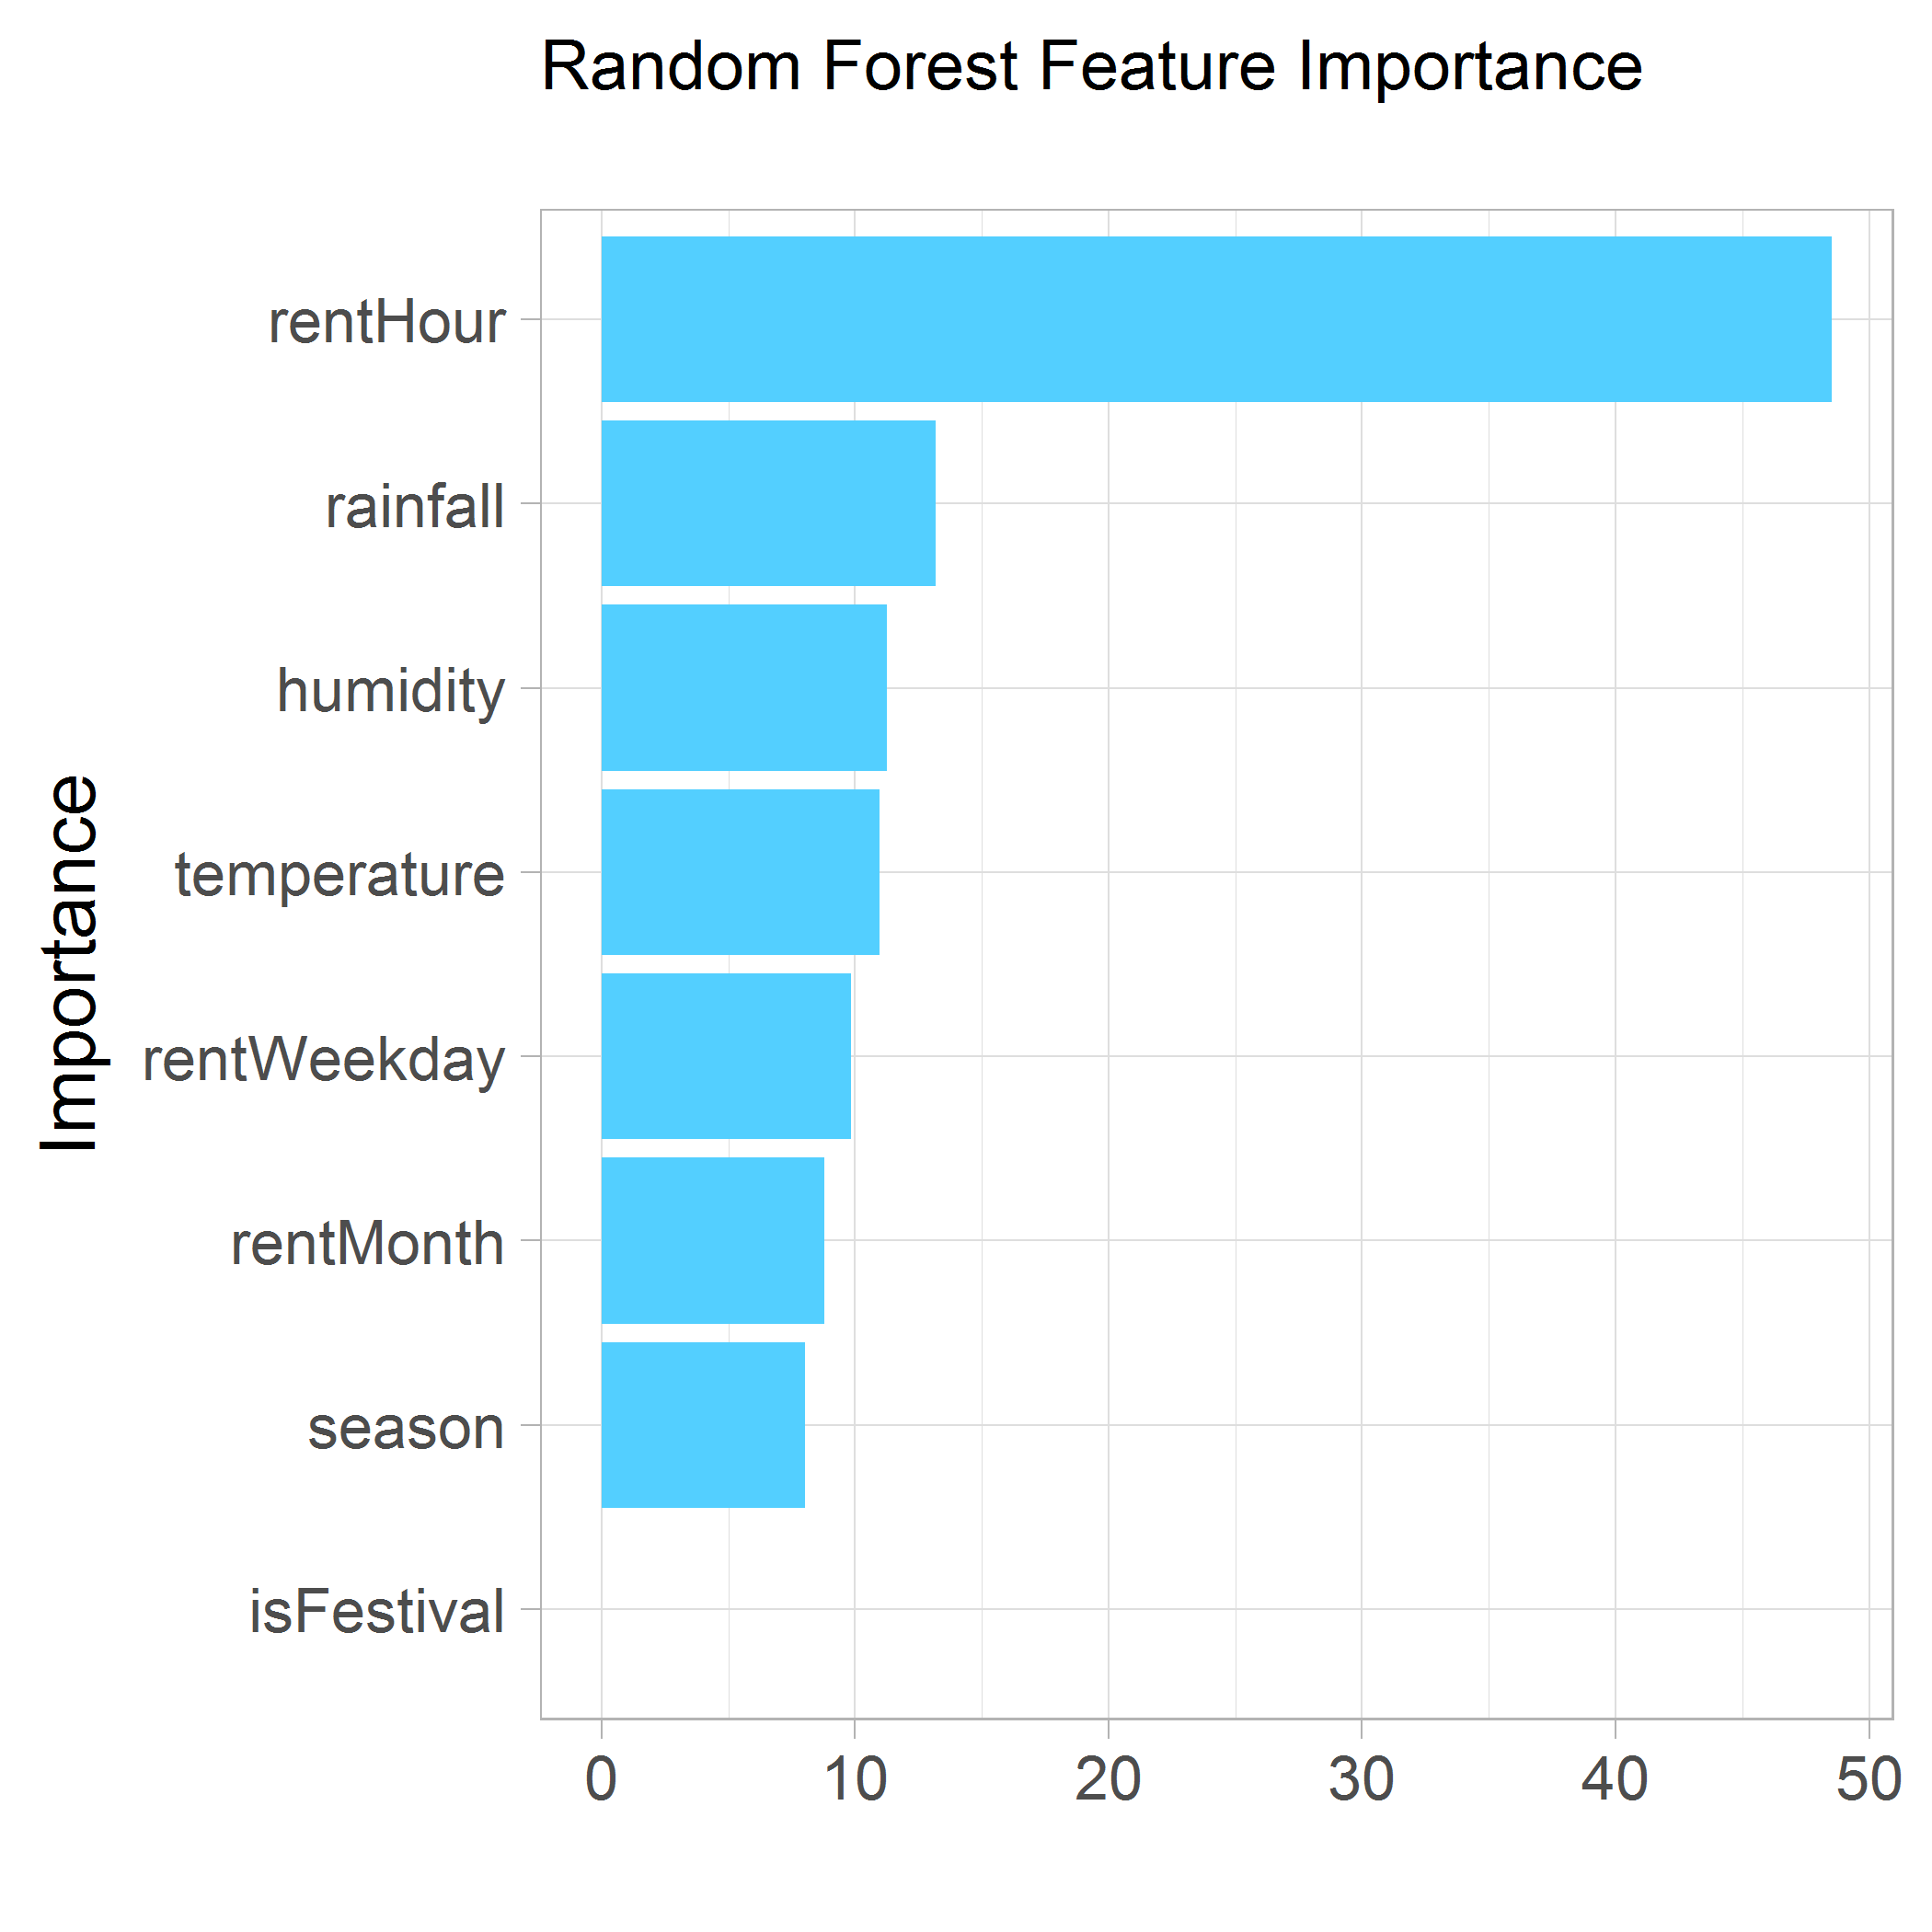 Random Forest Feature Importance
Importance
rentHour
rainfall
humidity
temperature
rentWeekday
rentMonth
season
isFestival
0 10 20 30 40 50